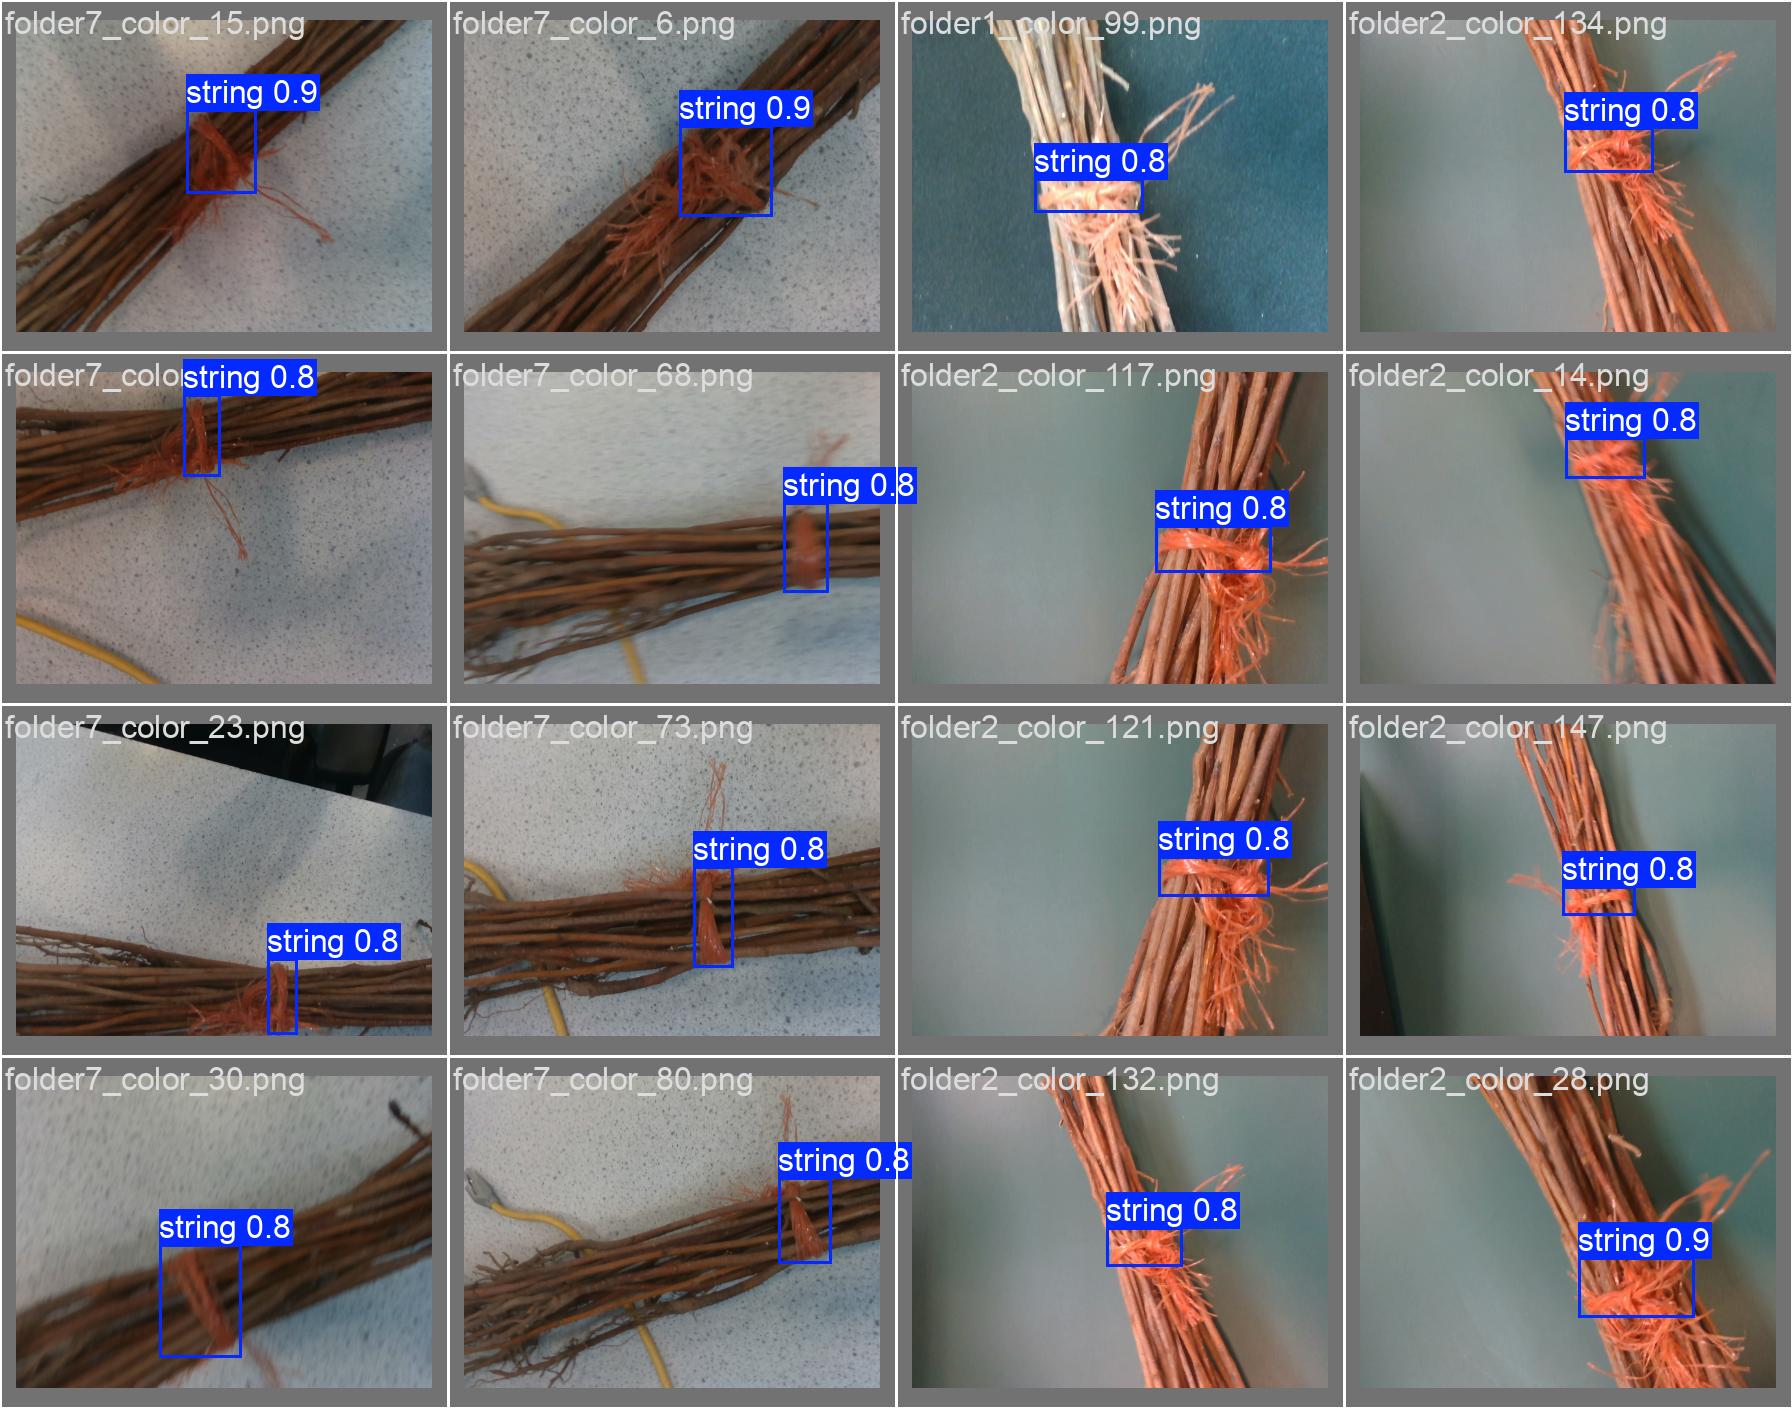 folder7_color_15.png
string 0.9
folder7_color_6.png
string 0.9
folder1_color_99.png
string 0.8
folder2_color_134.png
string 0.8
folder7_color
string 0.8
folder7_color_68.png
string 0.8
folder2_color_117.png
string 0.8
folder2_color_14.png
string 0.8
folder7_color_23.png
string 0.8
folder7_color_73.png
string 0.8
folder2_color_121.png
string 0.8
folder2_color_147.png
string 0.8
folder7_color_30.png
string 0.8
folder7_color_80.png
string 0.8
folder2_color_132.png
string 0.8
folder2_color_28.png
string 0.9